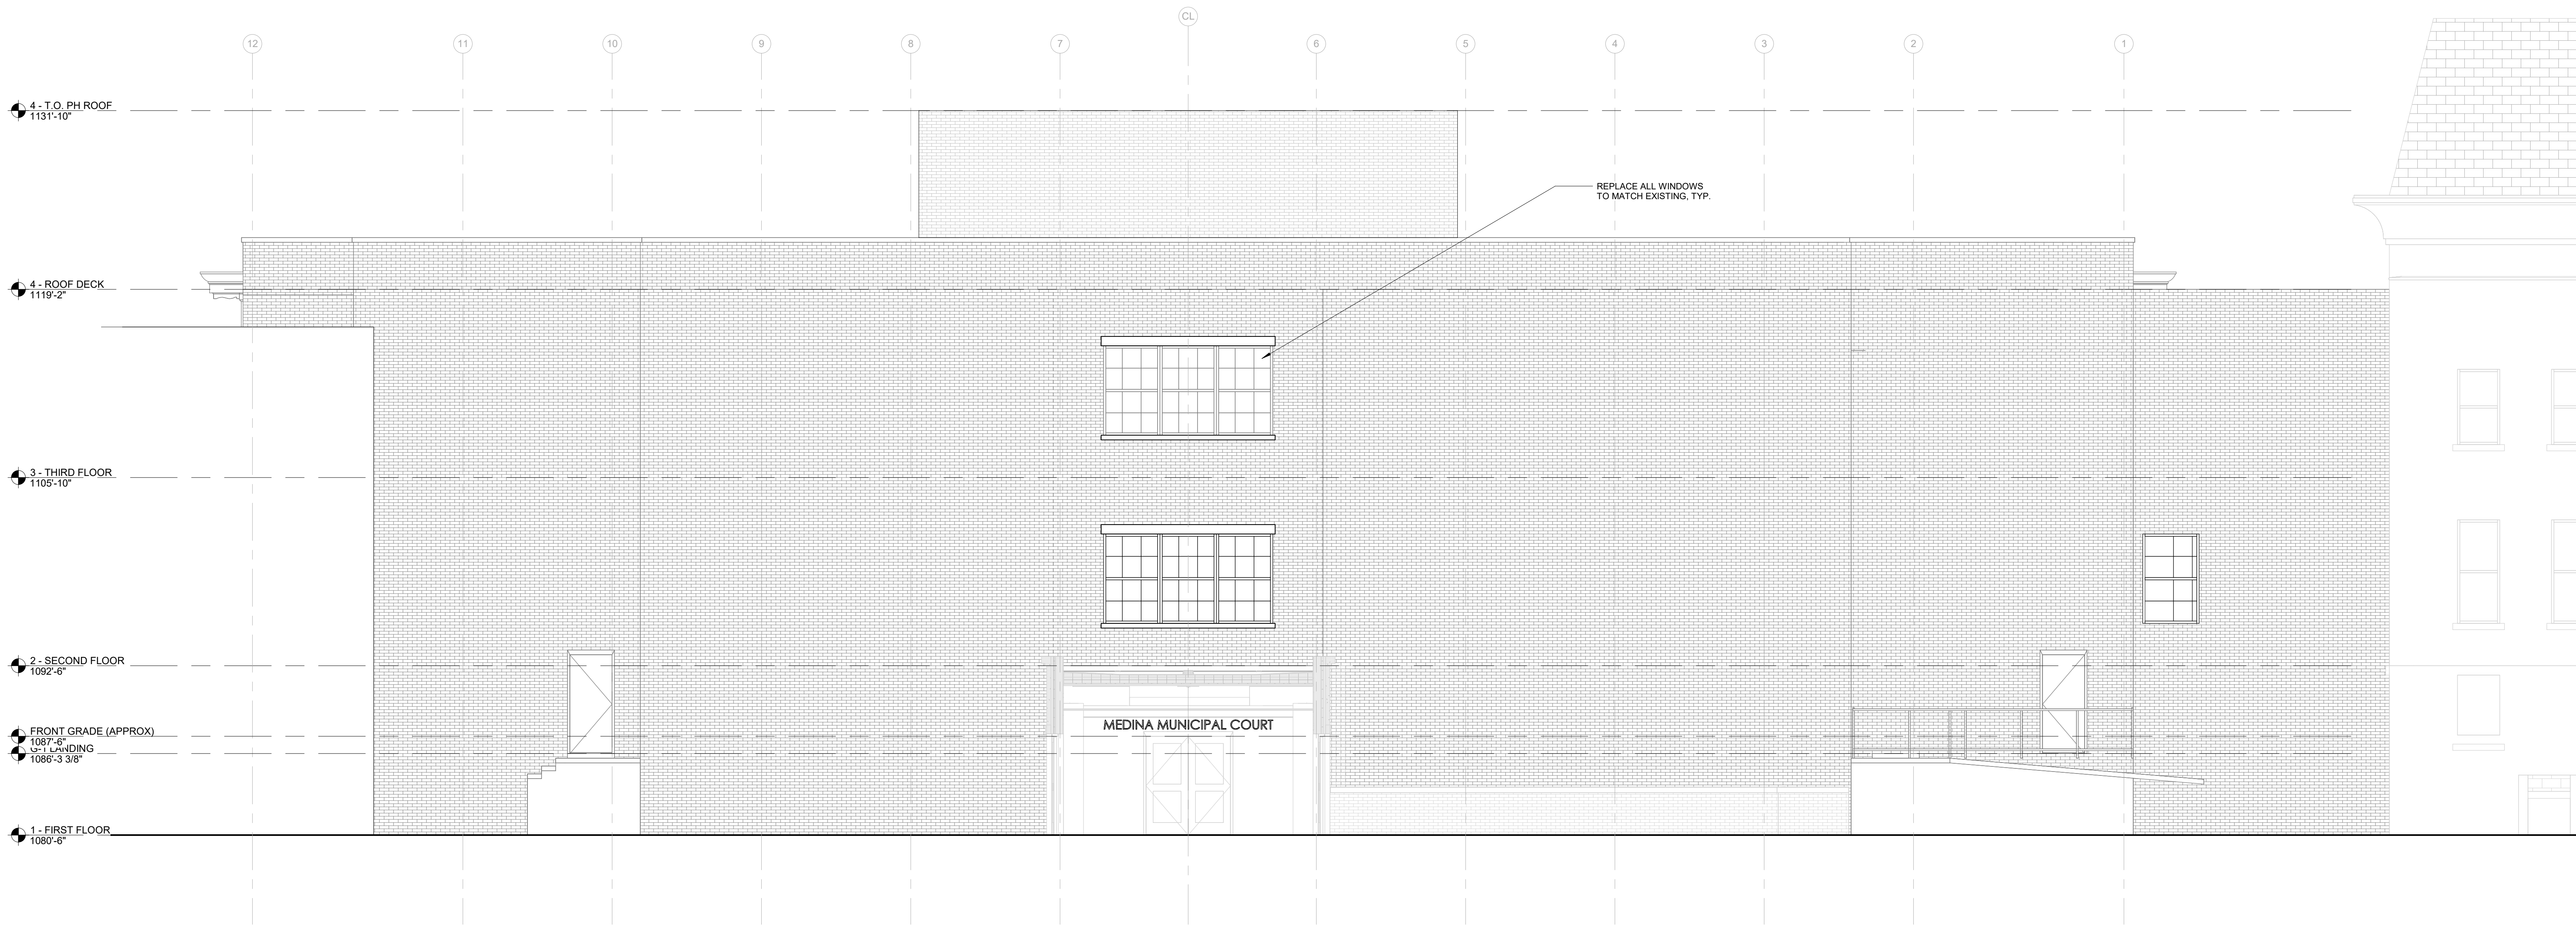 CL
12
11
10
9
8
7
6
5
4
3
2
1
4 - T.O. PH ROOF
1131'-10"
REPLACE ALL WINDOWS
TO MATCH EXISTING, TYP.
4 - ROOF DECK
1119'-2"
3 - THIRD FLOOR
1105'-10"
2 - SECOND FLOOR
1092'-6"
MEDINA MUNICIPAL COURT
FRONT GRADE (APPROX)
1087'-6"
G-1 LANDING
1086'-3 3/8"
1 - FIRST FLOOR
1080'-6"